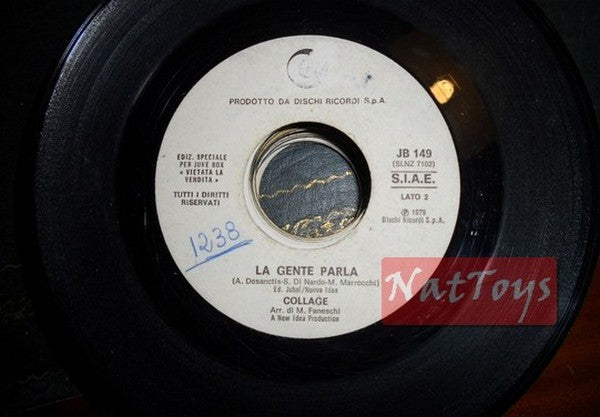 PRODOTTO DA DISCHI RICORDI S.p.A.
EDIZ. SPECIALE
PER JUKE BOX
« VIETATA LA
VENDITA »
TUTTI I DIRITTI
RISERVATI
JB 149
(SLNZ 7102)
S.I.A.E.
LATO 2
Ⓟ 1979
Dischi Ricordi S.p.A.
1238
LA GENTE PARLA
(A. Desanctis-S. Di Nardo-M. Marrocchi)
Ed. Jubal/Nuova Idea
COLLAGE
Arr. di M. Faneschi
A New Idea Production
NatToys